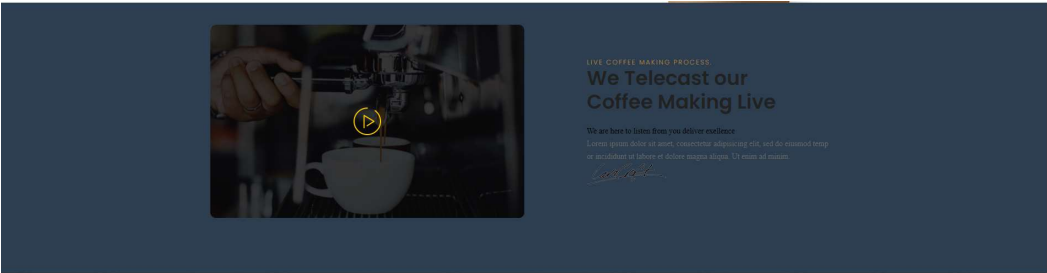 LIVE COFFEE MAKING PROCESS.
We Telecast our
Coffee Making Live
We are here to listen from you deliver exellence
Lorem ipsum dolor sit amet, consectetur adipisicing elit, sed do eiusmod temp
or incididunt ut labore et dolore magna aliqua. Ut enim ad minim.